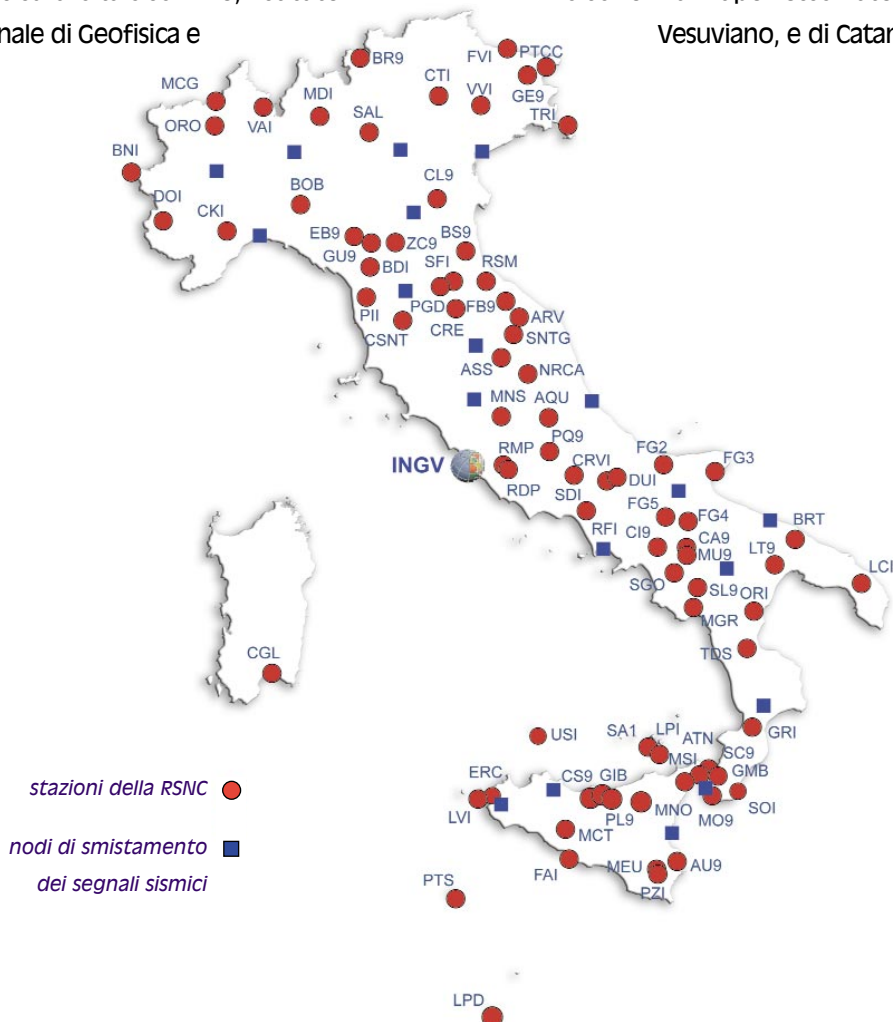 nale di Geofisica e
Vesuviano, e di Catan
BR9
FVI
PTCC
MCG
MDI
CTI
VVI
GE9
ORO
VAI
SAL
TRI
BNI
DOI
BOB
CL9
CKI
EB9
ZC9
BS9
GU9
BDI
SFI
RSM
PII
PGD
FB9
ARV
CSNT
CRE
SNTG
ASS
NRCA
MNS
AQU
PQ9
INGV
RMP
CRVI
FG2
FG3
RDP
SDI
DUI
FG5
FG4
BRT
RFI
CI9
CA9
LT9
MU9
LCI
SGO
SL9
ORI
MGR
CGL
TDS
USI
SA1
LPI
ATN
GRI
MSI
SC9
ERC
CS9
GIB
GMB
stazioni della RSNC
LVI
PL9
MNO
MO9
SOI
MCT
nodi di smistamento
dei segnali sismici
FAI
MEU
AU9
PTS
PZI
LPD